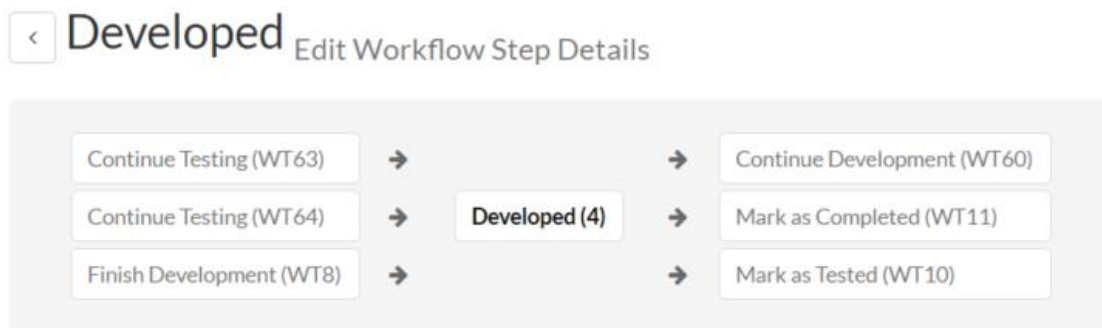 Developed Edit Workflow Step Details
Continue Testing (WT63) Continue Development (WT60)
Continue Testing (WT64) Developed (4) Mark as Completed (WT11)
Finish Development (WT8) Mark as Tested (WT10)